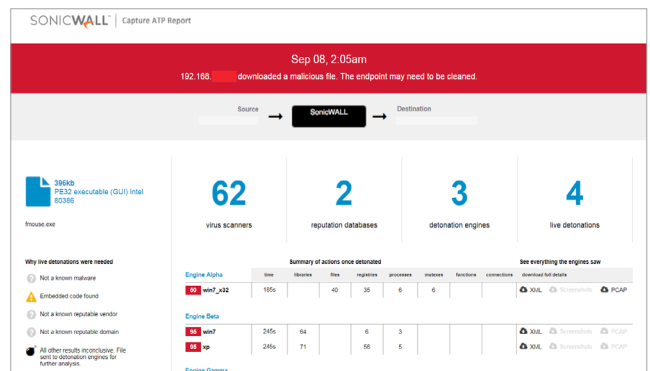 SONICWALL | Capture ATP Report
Sep 08, 2:05am
192.168. downloaded a malicious file. The endpoint may need to be cleaned.
Source
SonicWALL
Destination
396kb
PE32 executable (GUI) Intel
80386
fmouse.exe
62
virus scanners
2
reputation databases
3
detonation engines
4
live detonations
Why live detonations were needed
Not a known malware
Embedded code found
Not a known reputable vendor
Not a known reputable domain
All other results inconclusive. File
sent to detonation engines for
further analysis.
Summary of actions once detonated
See everything the engines saw
Engine Alpha time libraries files registries processes mutexes functions connections download full details
50 win7_x32 185s 40 35 6 6 XML Screenshots PCAP
Engine Beta
95 win7 245s 64 6 3 XML Screenshots PCAP
95 xp 245s 71 56 5 XML Screenshots PCAP
Engine Gamma